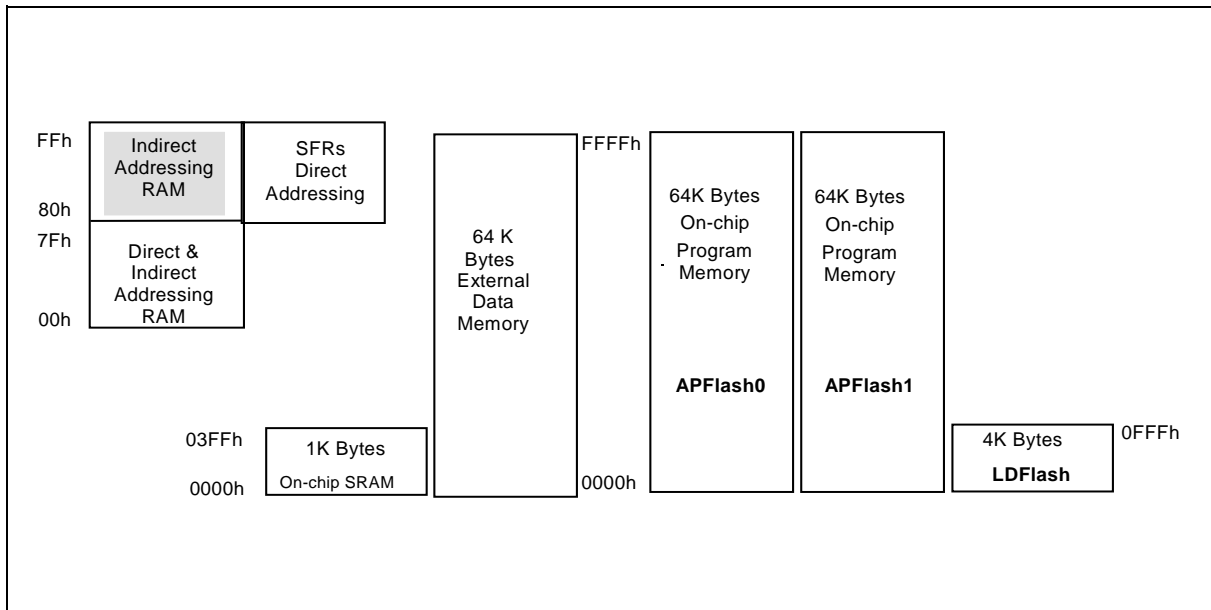 FFh
Indirect
Addressing
RAM
80h
SFRs
Direct
Addressing
7Fh
Direct &
Indirect
Addressing
RAM
00h
03FFh
1K Bytes
On-chip SRAM
0000h
64 K
Bytes
External
Data
Memory
FFFFh
0000h
64K Bytes
On-chip
Program
Memory
APFlash0
64K Bytes
On-chip
Program
Memory
APFlash1
4K Bytes
LDFlash
0FFFh